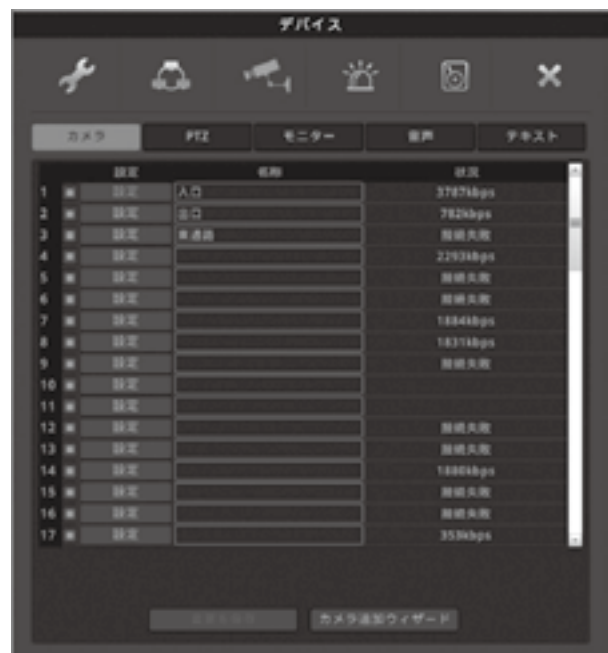 デバイス
カメラ PTZ モニター 音声 テキスト
設定 名称 状況
1 設定 入口 3787kbps
2 設定 出口 782kbps
3 設定 東通路 接続失敗
4 設定 2293kbps
5 設定 接続失敗
6 設定 接続失敗
7 設定 1884kbps
8 設定 1831kbps
9 設定 接続失敗
10 設定
11 設定
12 設定 接続失敗
13 設定 接続失敗
14 設定 1880kbps
15 設定 接続失敗
16 設定 接続失敗
17 設定 353kbps
カメラ追加ウィザード